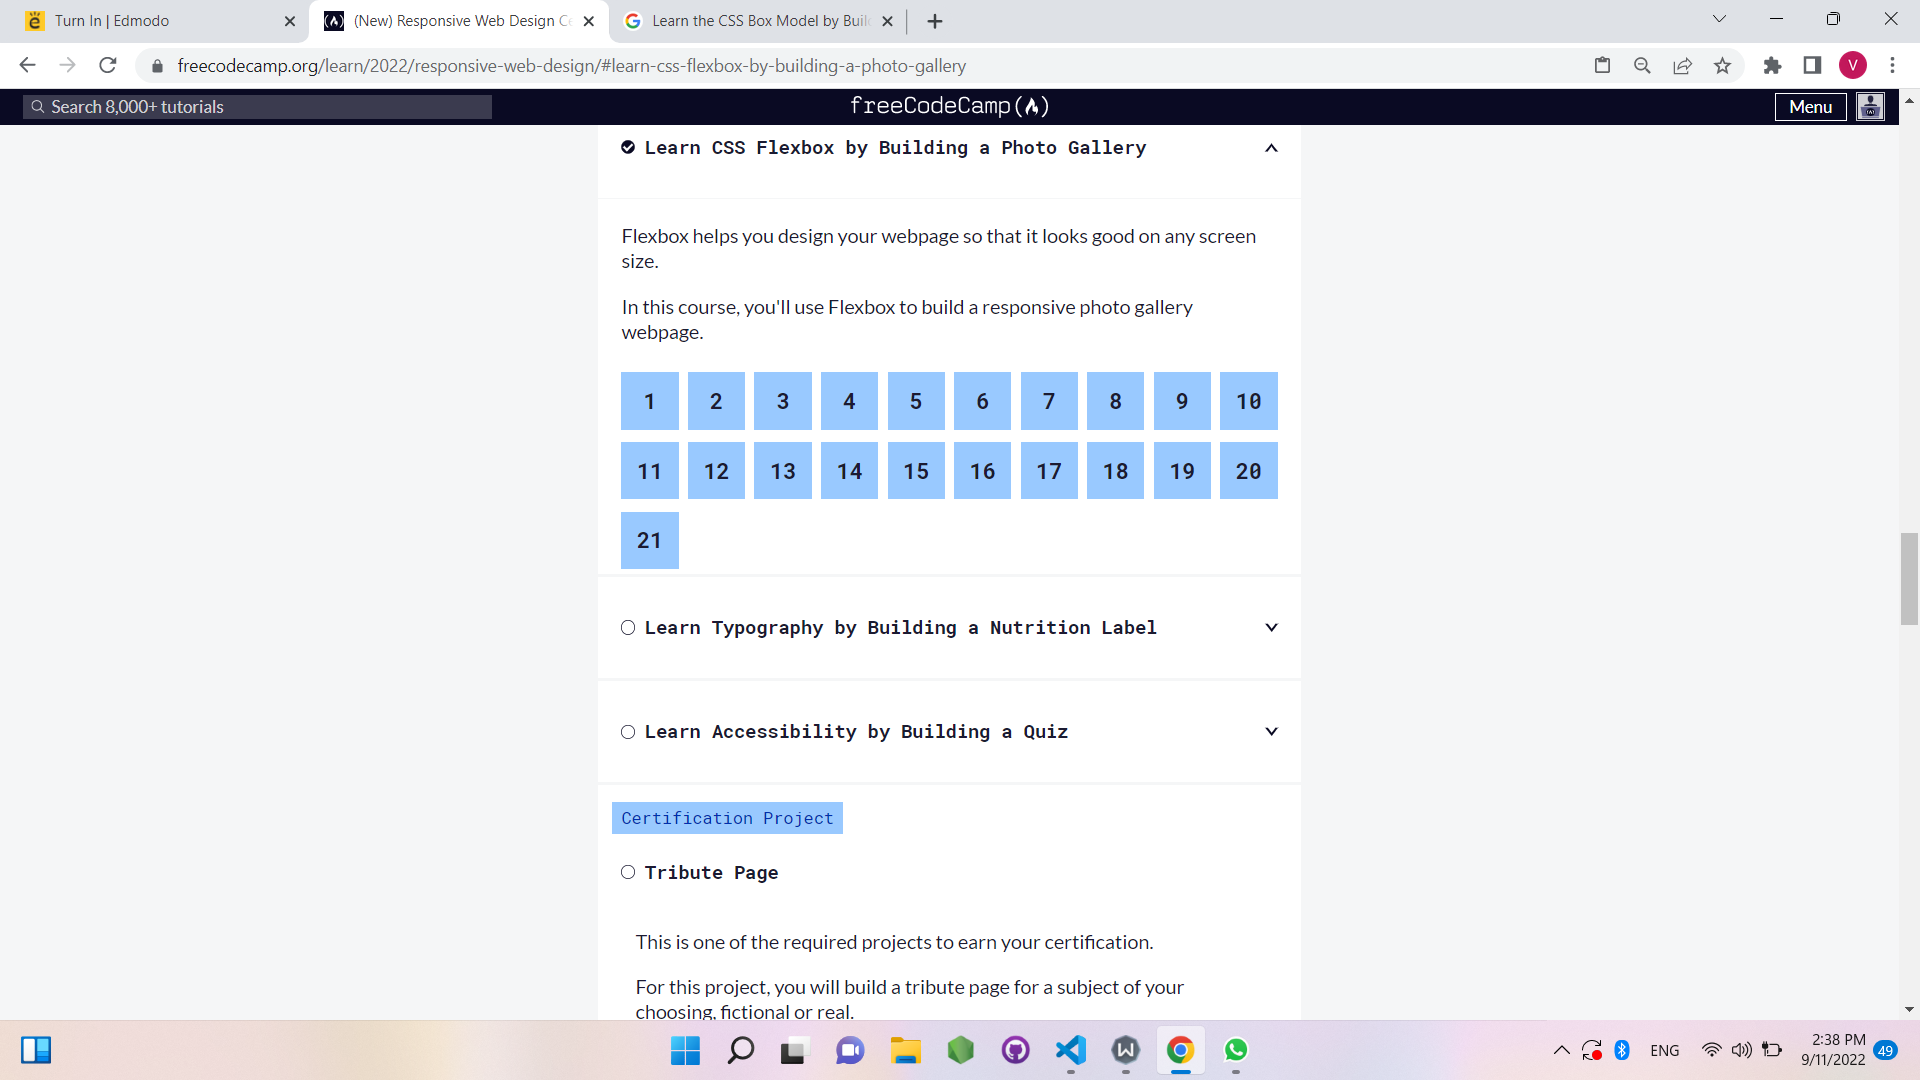 Turn In | Edmodo
(New) Responsive Web Design Ce
Learn the CSS Box Model by Buil
freecodecamp.org/learn/2022/responsive-web-design/#learn-css-flexbox-by-building-a-photo-gallery
V
Search 8,000+ tutorials
freeCodeCamp(🔥)
Menu
Learn CSS Flexbox by Building a Photo Gallery
Flexbox helps you design your webpage so that it looks good on any screen
size.
In this course, you'll use Flexbox to build a responsive photo gallery
webpage.
1 2 3 4 5 6 7 8 9 10
11 12 13 14 15 16 17 18 19 20
21
Learn Typography by Building a Nutrition Label
Learn Accessibility by Building a Quiz
Certification Project
Tribute Page
This is one of the required projects to earn your certification.
For this project, you will build a tribute page for a subject of your
choosing, fictional or real.
ENG
2:38 PM
9/11/2022
49